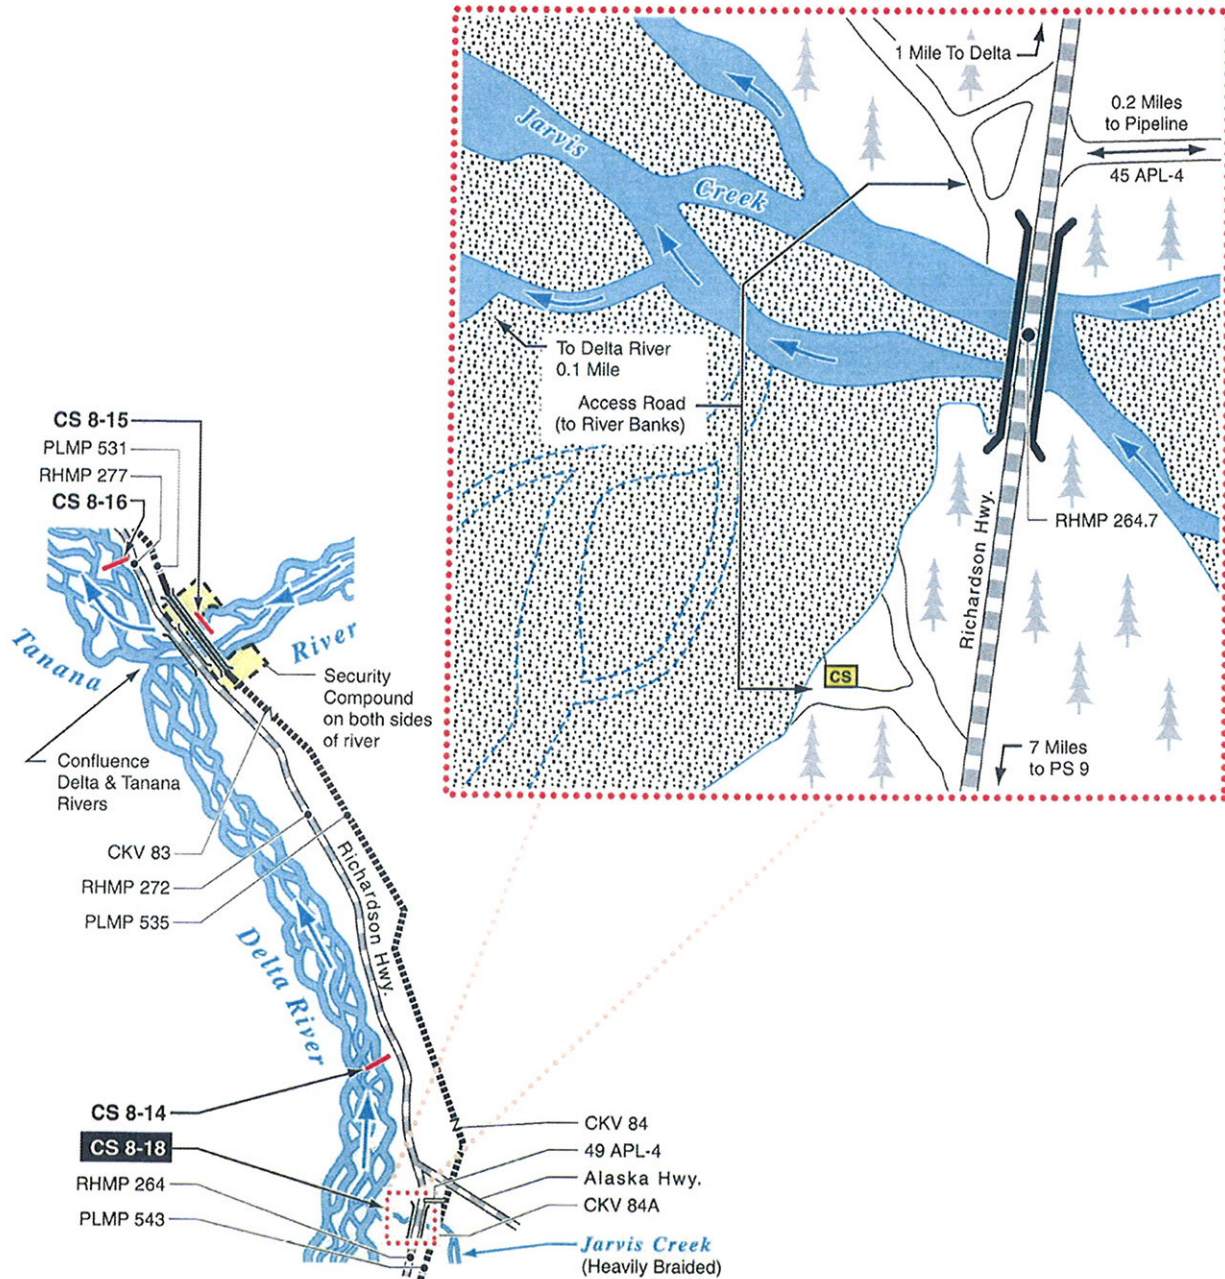 1 Mile To Delta
0.2 Miles
to Pipeline
45 APL-4
Jarvis
Creek
To Delta River
0.1 Mile
Access Road
(to River Banks)
RHMP 264.7
Richardson Hwy.
CS
7 Miles
to PS 9
CS 8-15
PLMP 531
RHMP 277
CS 8-16
Tanana
River
Security
Compound
on both sides
of river
Confluence
Delta & Tanana
Rivers
CKV 83
RHMP 272
PLMP 535
Richardson Hwy.
Delta River
CS 8-14
CS 8-18
RHMP 264
PLMP 543
CKV 84
49 APL-4
Alaska Hwy.
CKV 84A
Jarvis Creek
(Heavily Braided)